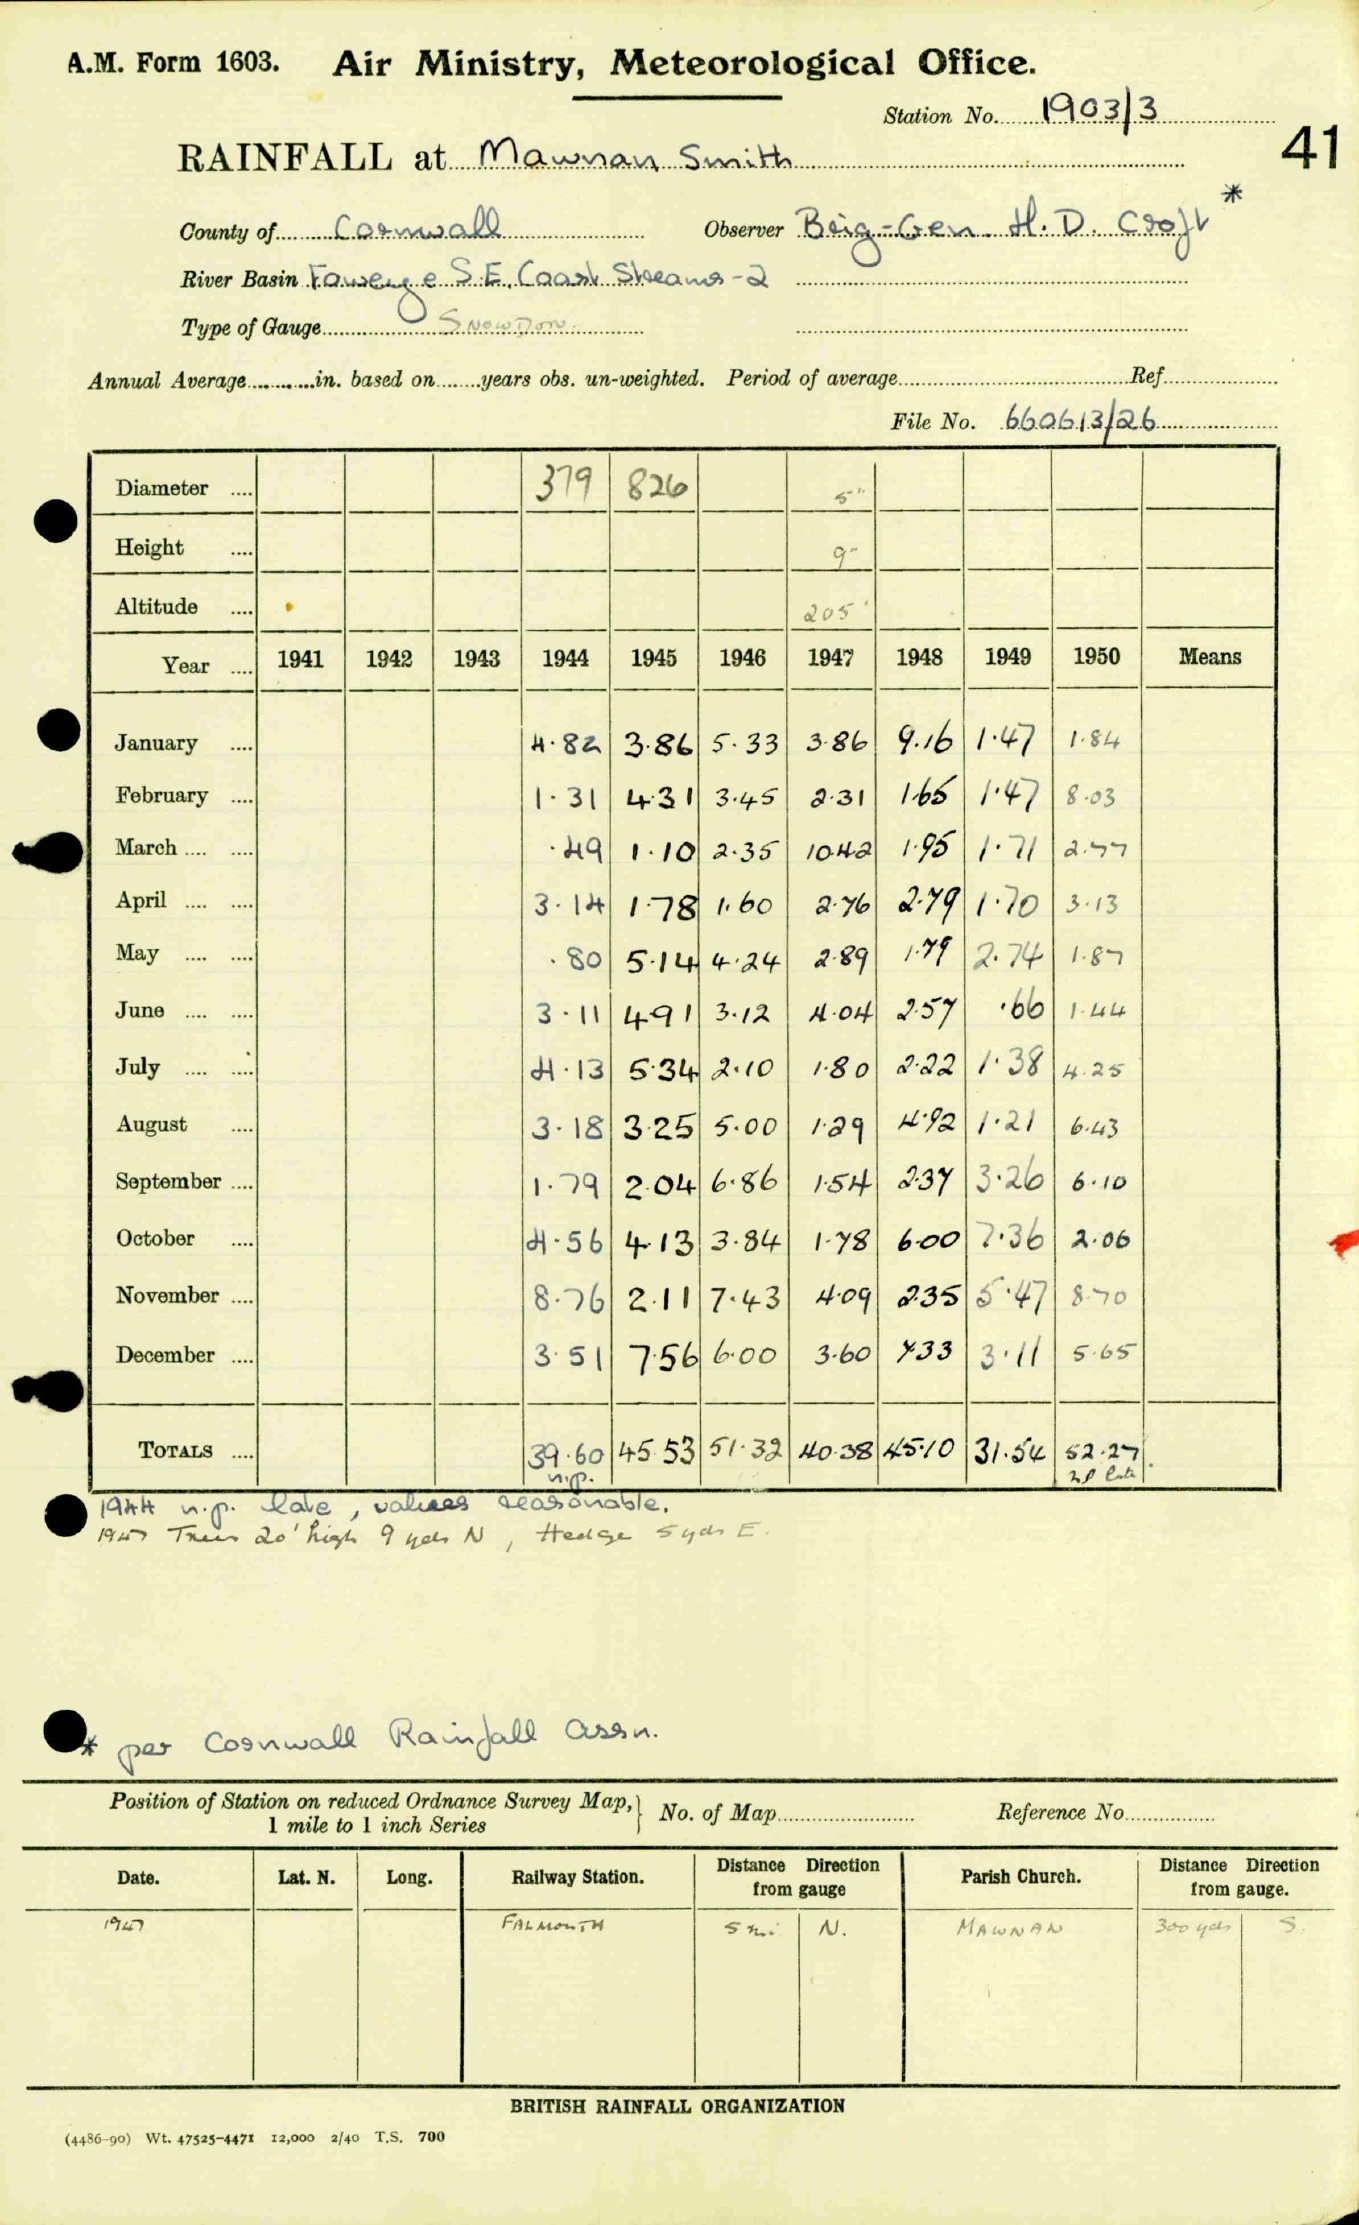 A.M. Form 1603. Air Ministry, Meteorological Office.
Station No. 1903/3
41
RAINFALL at Mawnan Smith
County of Cornwall Observer Brig-Gen. H. D. Croft *
River Basin Fowey e S.E. Coast Streams-2
Type of Gauge Snowdon.
Annual Average in. based on years obs. un-weighted. Period of average Ref.
File No. 660613/26
Diameter 379 826 5"
Height 9"
Altitude 205'
Year 1941 1942 1943 1944 1945 1946 1947 1948 1949 1950 Means
January 4.82 3.86 5.33 3.86 9.16 1.47 1.84
February 1.31 4.31 3.45 2.31 1.65 1.47 8.03
March .49 1.10 2.35 10.42 1.95 1.71 2.77
April 3.14 1.78 1.60 2.76 2.79 1.70 3.13
May .80 5.14 4.24 2.89 1.79 2.74 1.87
June 3.11 4.91 3.12 4.04 2.57 .66 1.44
July 4.13 5.34 2.10 1.80 2.22 1.38 4.25
August 3.18 3.25 5.00 1.29 4.92 1.21 6.43
September 1.79 2.04 6.86 1.54 2.37 3.26 6.10
October 4.56 4.13 3.84 1.78 6.00 7.36 2.06
November 8.76 2.11 7.43 4.09 2.35 5.47 8.70
December 3.51 7.56 6.00 3.60 7.33 3.11 5.65
TOTALS 39.60 45.53 51.32 40.38 45.10 31.54 52.27
n.p. n.p late
1944 n.p. late, values reasonable.
1947 Trees 20' high 9 yds N, Hedge 5 yds E.
* per Cornwall Rainfall Assn.
Position of Station on reduced Ordnance Survey Map, 1 mile to 1 inch Series } No. of Map Reference No.
Date. Lat. N. Long. Railway Station. Distance Direction from gauge Parish Church. Distance Direction from gauge.
1947 FALMOUTH 5 mi N. MAWNAN 300 yds S.
BRITISH RAINFALL ORGANIZATION
(4486-90) Wt. 47525-4471 12,000 2/40 T.S. 700